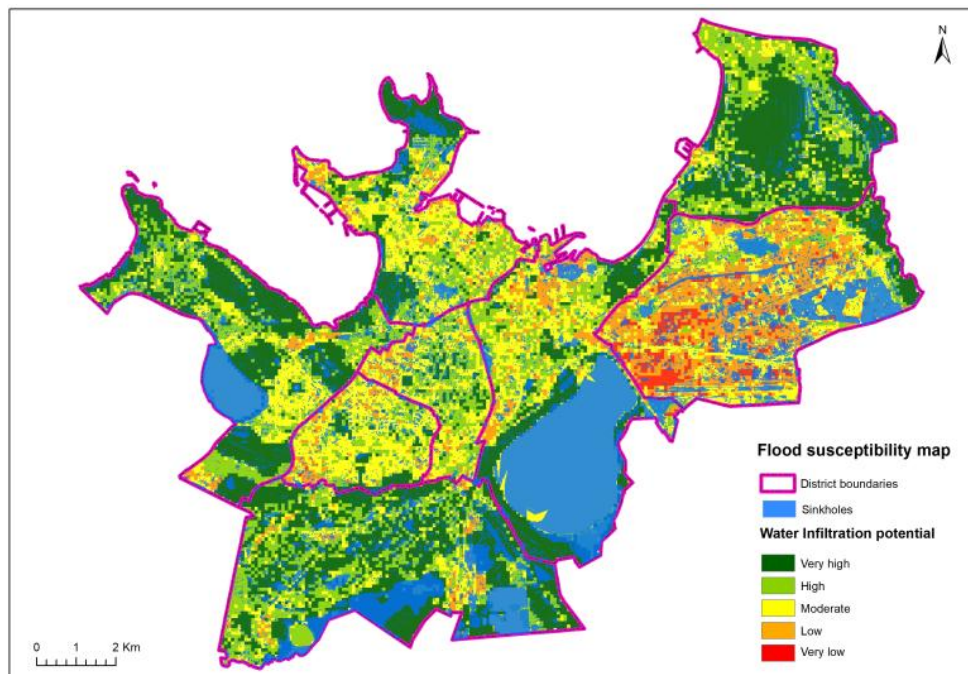 N
Flood susceptibility map
District boundaries
Sinkholes
Water Infiltration potential
Very high
High
Moderate
Low
Very low
0 1 2 Km